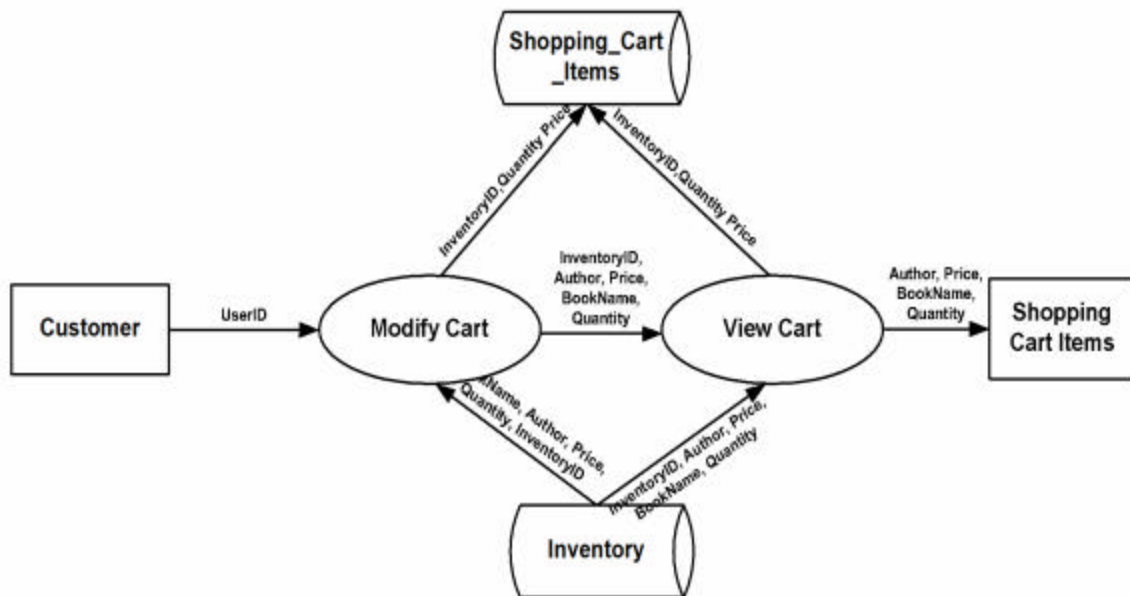 Shopping_Cart
_Items
InventoryID,Quantity Price
InventoryID,Quantity Price
Customer
UserID
Modify Cart
InventoryID,
Author, Price,
BookName,
Quantity
View Cart
Author, Price,
BookName,
Quantity
Shopping
Cart Items
Name, Author, Price,
Quantity, InventoryID
InventoryID, Author, Price,
BookName, Quantity
Inventory